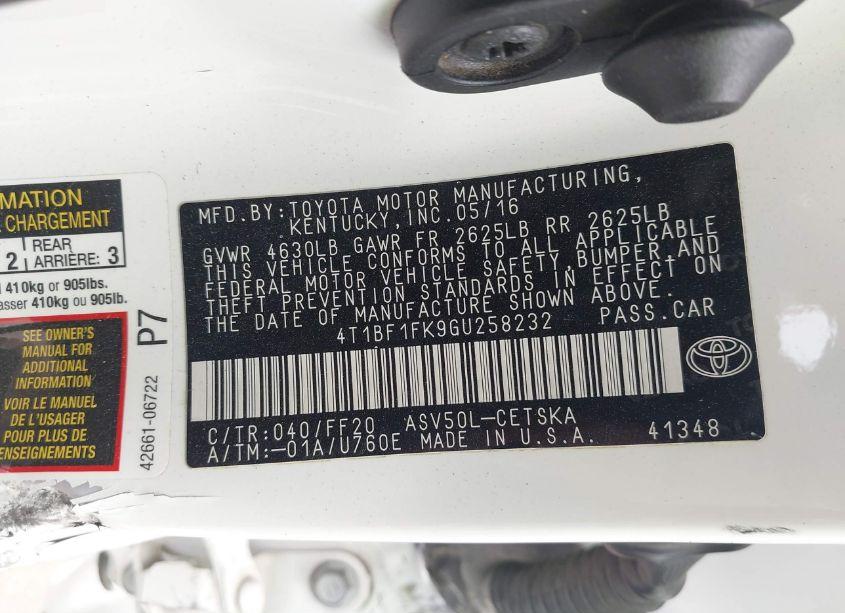 MATION
CHARGEMENT
2 REAR ARRIÈRE: 3
410kg or 905lbs.
asser 410kg ou 905lb.
SEE OWNER'S
MANUAL FOR
ADDITIONAL
INFORMATION
VOIR LE MANUEL
DE L'USAGER
POUR PLUS DE
ENSEIGNEMENTS
P7
42661-06722
MFD.BY:TOYOTA MOTOR MANUFACTURING,
KENTUCKY,INC.05/16
GVWR 4630LB GAWR FR 2625LB RR 2625LB
THIS VEHICLE CONFORMS TO ALL APPLICABLE
FEDERAL MOTOR VEHICLE SAFETY,BUMPER,AND
THEFT PREVENTION STANDARDS IN EFFECT ON
THE DATE OF MANUFACTURE SHOWN ABOVE.
4T1BF1FK9GU258232 PASS.CAR
C/TR:040/FF20 ASV50L-CETSKA
A/TM:-01A/U760E MADE IN U.S.A. 41348